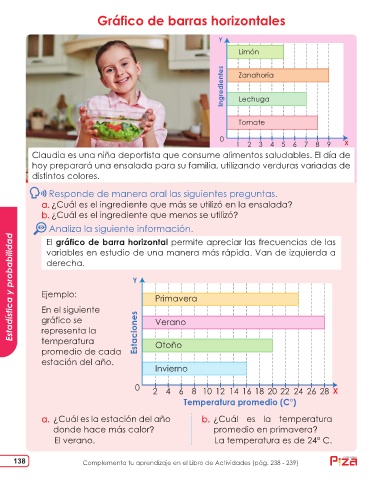 Gráfico de barras horizontales
Y
Limón
Zanahoria
Lechuga
Tomate
Ingredientes
0 1 2 3 4 5 6 7 8 9 X
Claudia es una niña deportista que consume alimentos saludables. El día de
hoy preparará una ensalada para su familia, utilizando verduras variadas de
distintos colores.
Responde de manera oral las siguientes preguntas.
a. ¿Cuál es el ingrediente que más se utilizó en la ensalada?
b. ¿Cuál es el ingrediente que menos se utilizó?
Analiza la siguiente información.
El gráfico de barra horizontal permite apreciar las frecuencias de las
variables en estudio de una manera más rápida. Van de izquierda a
derecha.
Ejemplo:
En el siguiente
gráfico se
representa la
temperatura
promedio de cada
estación del año.
Y
Primavera
Verano
Otoño
Invierno
Estaciones
0 2 4 6 8 10 12 14 16 18 20 22 24 26 28 X
Temperatura promedio (C°)
a. ¿Cuál es la estación del año
donde hace más calor?
El verano.
b. ¿Cuál es la temperatura
promedio en primavera?
La temperatura es de 24° C.
Estadística y probabilidad
138
Complementa tu aprendizaje en el Libro de Actividades (pág. 238 - 239)